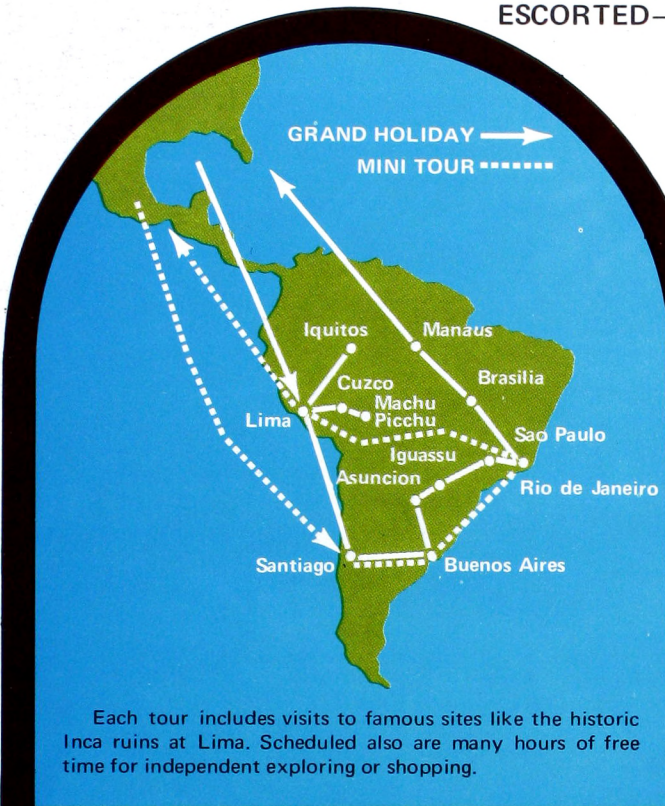 ESCORTED—
GRAND HOLIDAY
MINI TOUR
Iquitos
Manaus
Cuzco
Brasilia
Machu
Picchu
Lima
Sao Paulo
Iguassu
Asuncion
Rio de Janeiro
Santiago
Buenos Aires
Each tour includes visits to famous sites like the historic
Inca ruins at Lima. Scheduled also are many hours of free
time for independent exploring or shopping.